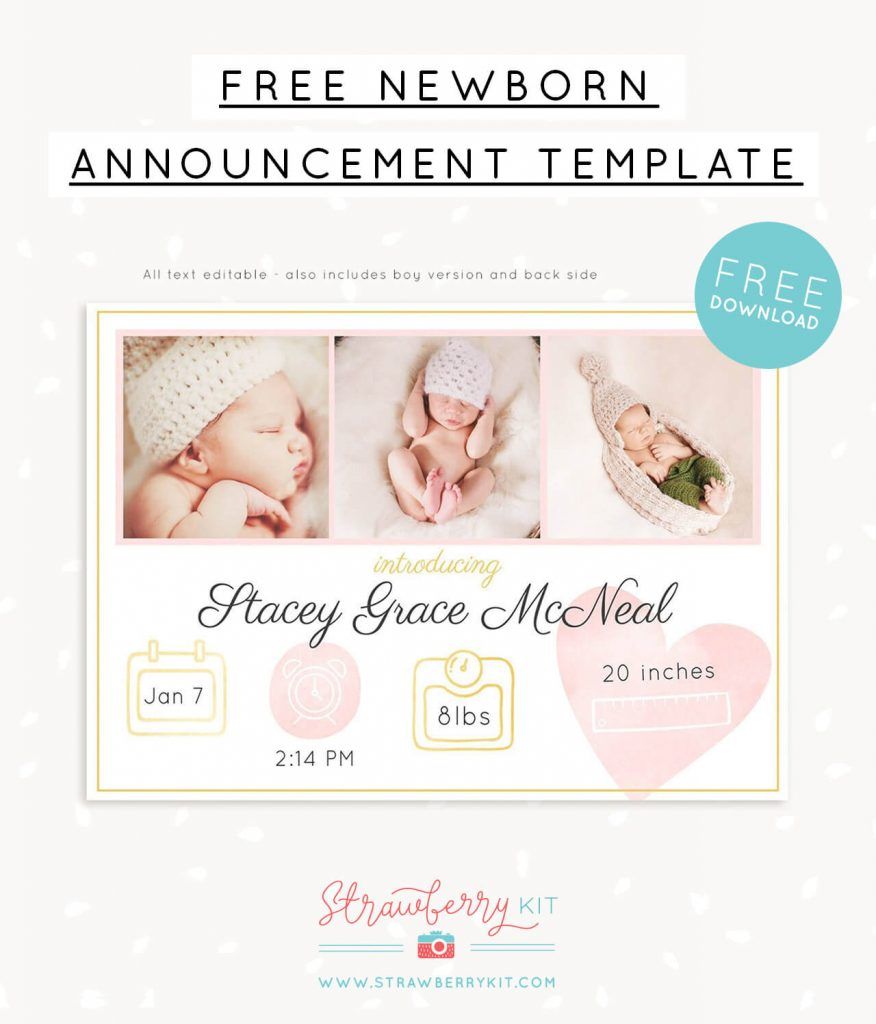 FREE NEWBORN
ANNOUNCEMENT TEMPLATE
All text editable - also includes boy version and back side
FREE
DOWNLOAD
introducing
Stacey Grace McNeal
Jan 7
2:14 PM
8lbs
20 inches
Strawberry KIT
WWW.STRAWBERRYKIT.COM